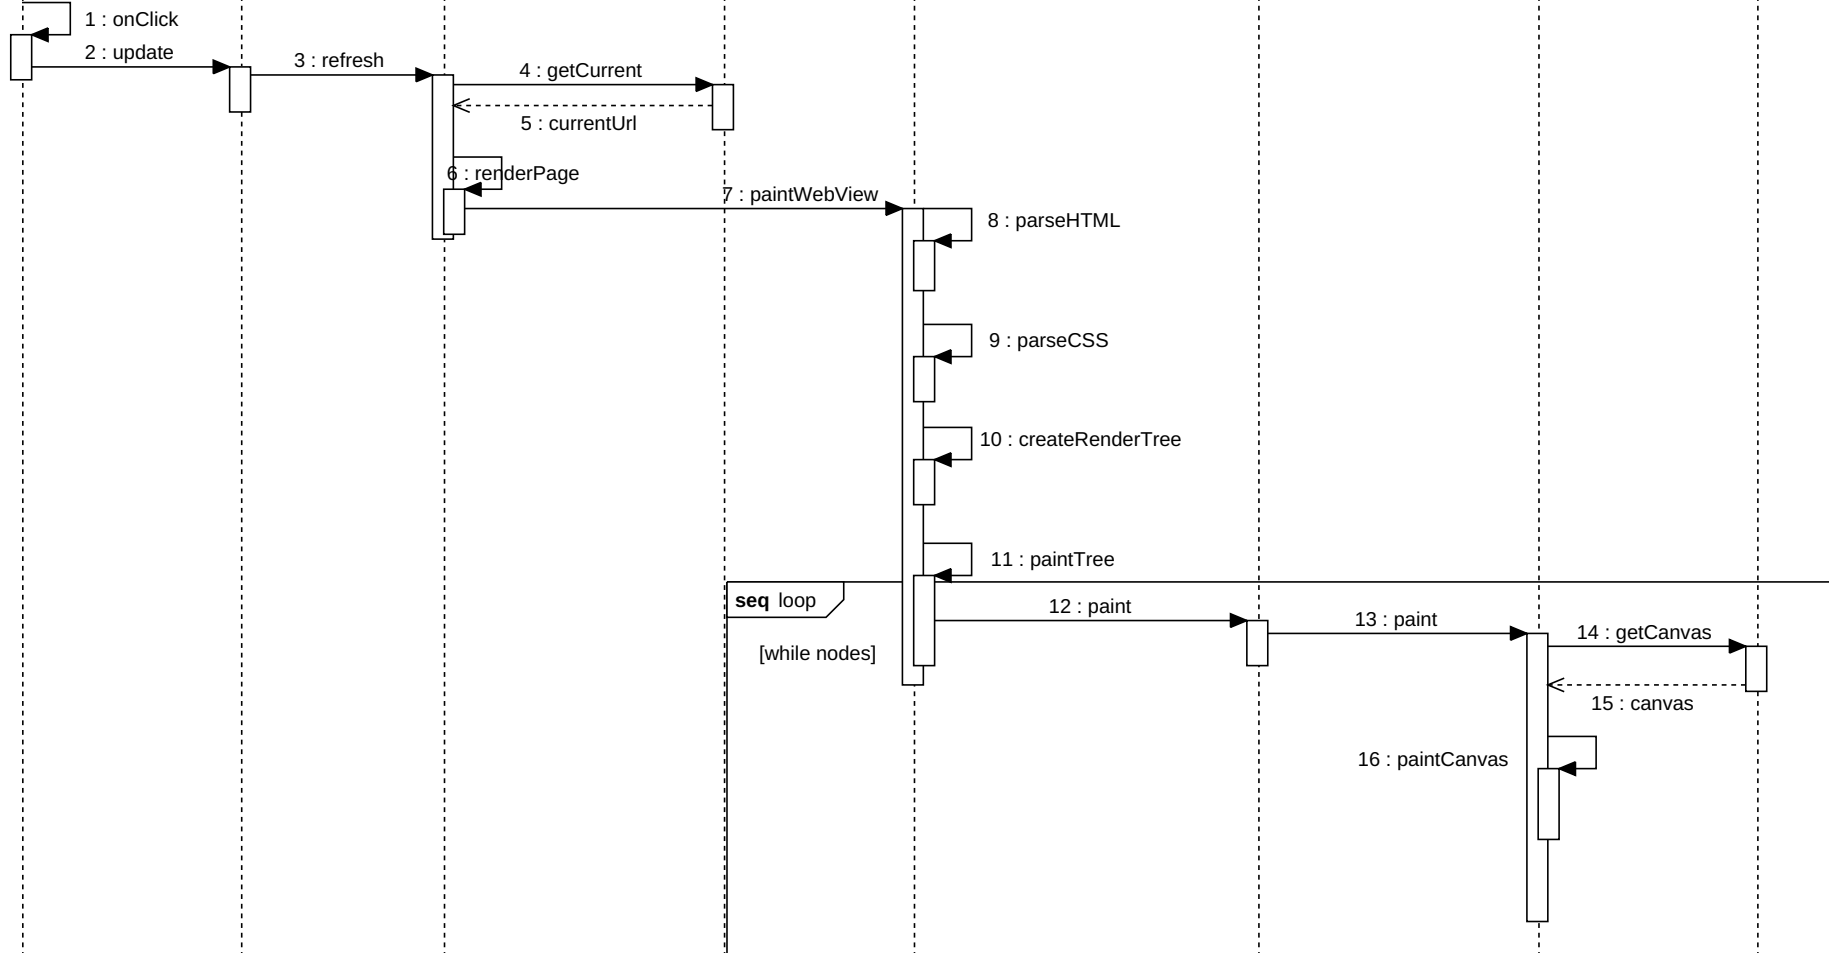 1 : onClick
2 : update
3 : refresh
4 : getCurrent
5 : currentUrl
6 : renderPage
7 : paintWebView
8 : parseHTML
9 : parseCSS
10 : createRenderTree
11 : paintTree
seq loop
12 : paint
13 : paint
14 : getCanvas
[while nodes]
15 : canvas
16 : paintCanvas